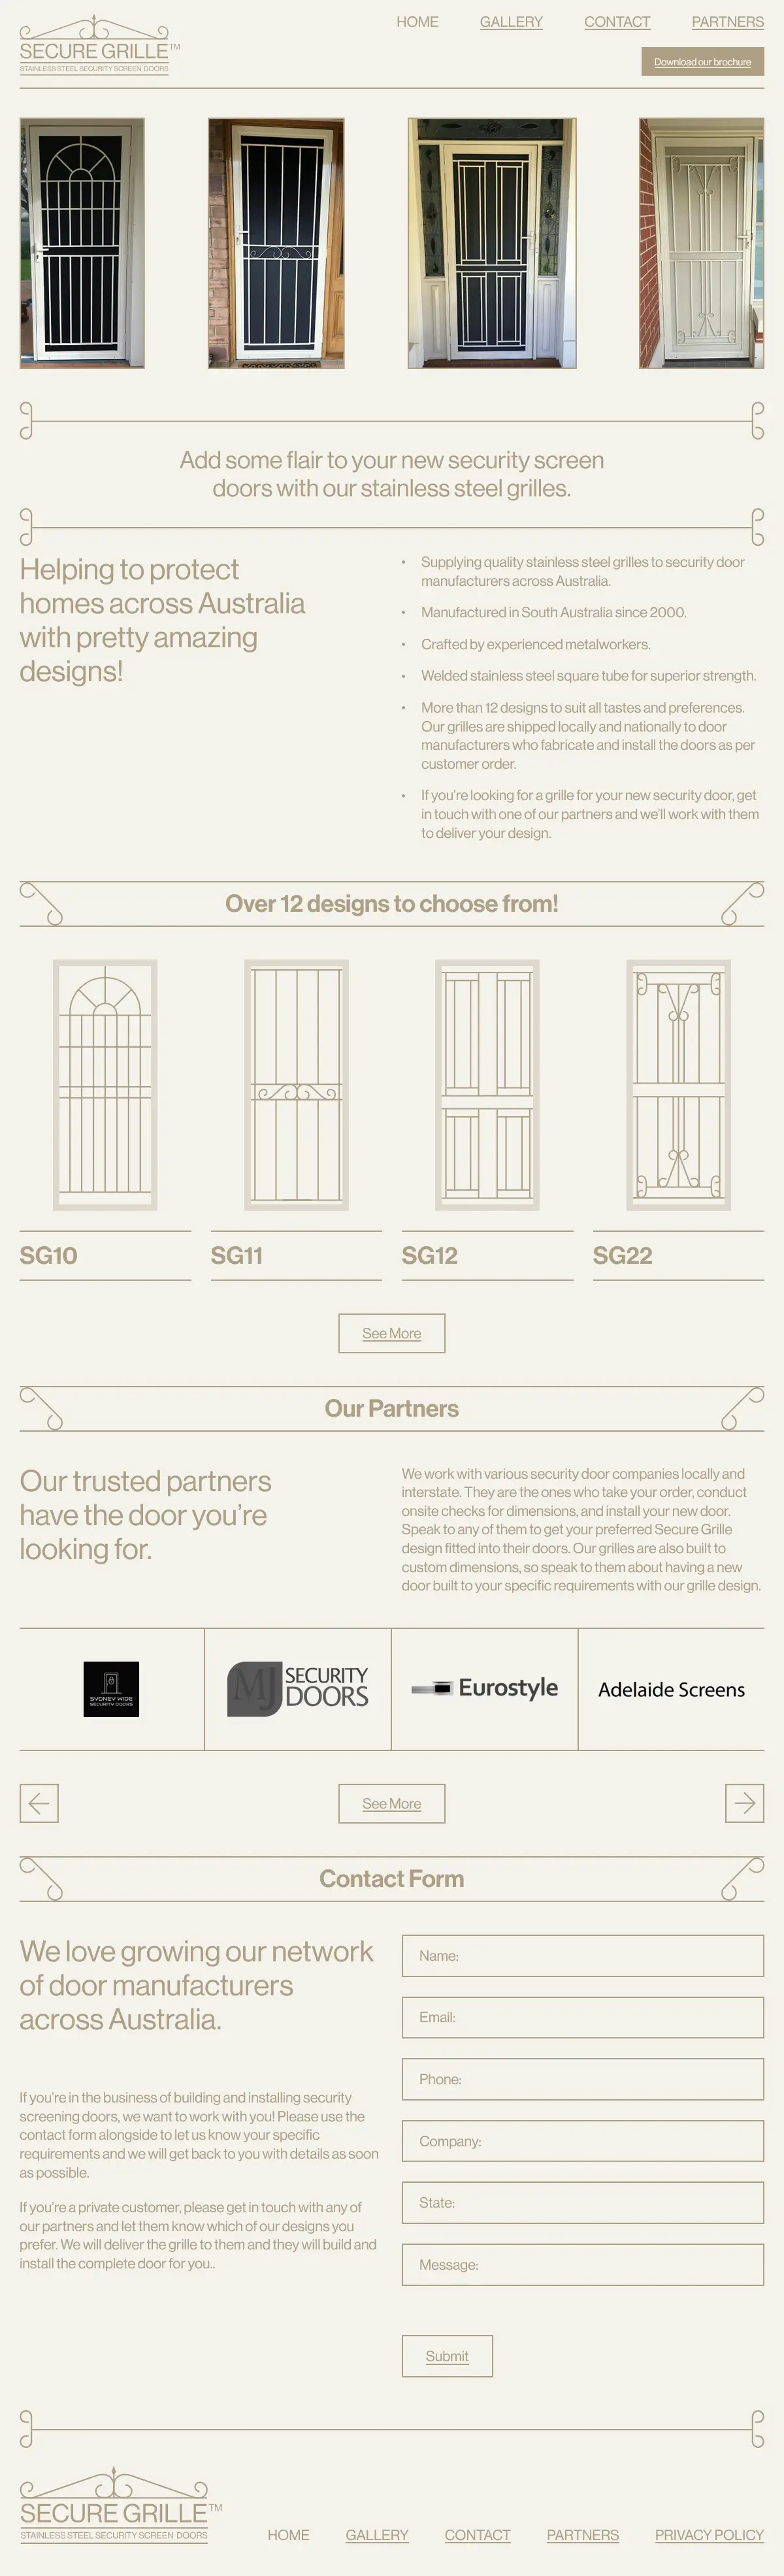 SECURE GRILLE™
STAINLESS STEEL SECURITY SCREEN DOORS
HOME GALLERY CONTACT PARTNERS
Download our brochure
Add some flair to your new security screen
doors with our stainless steel grilles.
Helping to protect
homes across Australia
with pretty amazing
designs!
• Supplying quality stainless steel grilles to security door
manufacturers across Australia.
• Manufactured in South Australia since 2000.
• Crafted by experienced metalworkers.
• Welded stainless steel square tube for superior strength.
• More than 12 designs to suit all tastes and preferences.
Our grilles are shipped locally and nationally to door
manufacturers who fabricate and install the doors as per
customer order.
• If you’re looking for a grille for your new security door, get
in touch with one of our partners and we’ll work with them
to deliver your design.
Over 12 designs to choose from!
SG10 SG11 SG12 SG22
See More
Our Partners
Our trusted partners
have the door you’re
looking for.
We work with various security door companies locally and
interstate. They are the ones who take your order, conduct
onsite checks for dimensions, and install your new door.
Speak to any of them to get your preferred Secure Grille
design fitted into their doors. Our grilles are also built to
custom dimensions, so speak to them about having a new
door built to your specific requirements with our grille design.
SYDNEY WIDE
SECURITY DOORS
MJ SECURITY
DOORS
Eurostyle
Adelaide Screens
See More
Contact Form
We love growing our network
of door manufacturers
across Australia.
If you’re in the business of building and installing security
screening doors, we want to work with you! Please use the
contact form alongside to let us know your specific
requirements and we will get back to you with details as soon
as possible.
If you’re a private customer, please get in touch with any of
our partners and let them know which of our designs you
prefer. We will deliver the grille to them and they will build and
install the complete door for you..
Name:
Email:
Phone:
Company:
State:
Message:
Submit
SECURE GRILLE™
STAINLESS STEEL SECURITY SCREEN DOORS
HOME GALLERY CONTACT PARTNERS PRIVACY POLICY